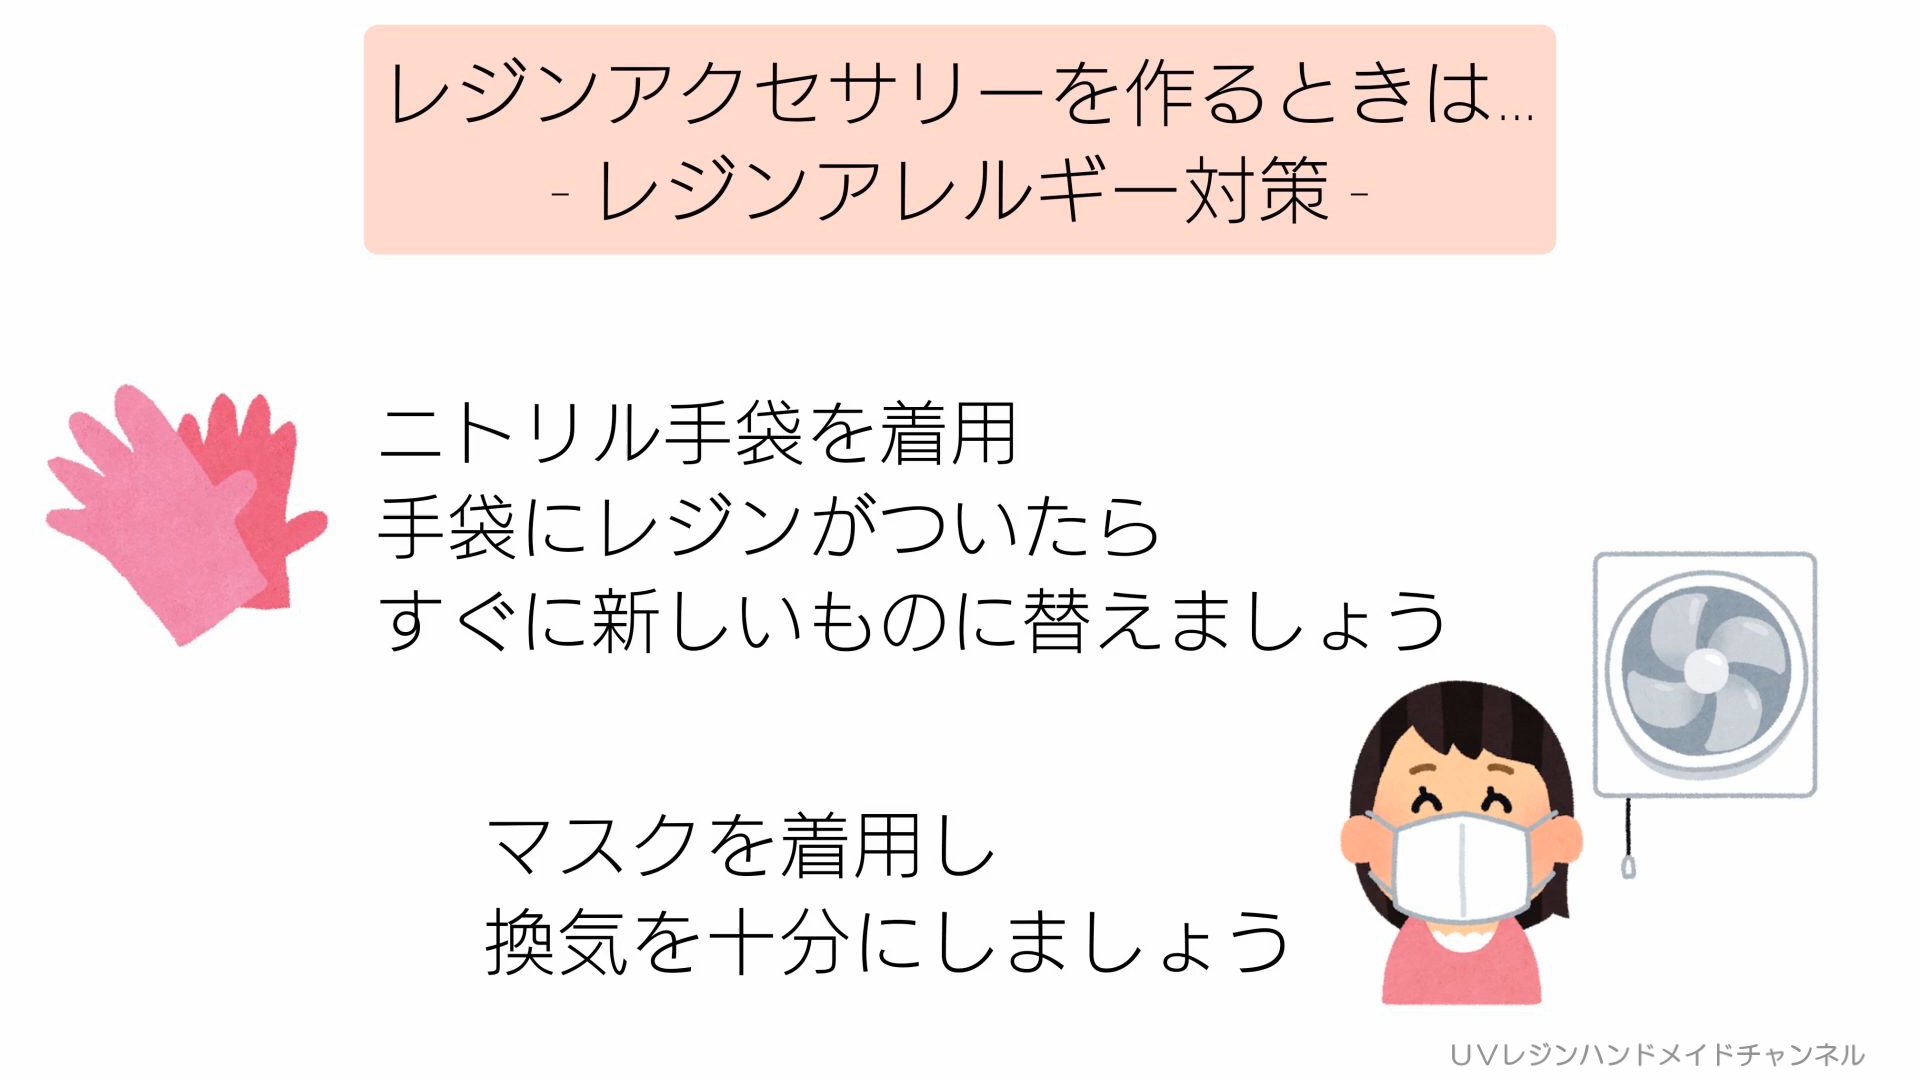 レジンアクセサリーを作るときは...
- レジンアレルギー対策 -
ニトリル手袋を着用
手袋にレジンがついたら
すぐに新しいものに替えましょう
マスクを着用し
換気を十分にしましょう
UVレジンハンドメイドチャンネル